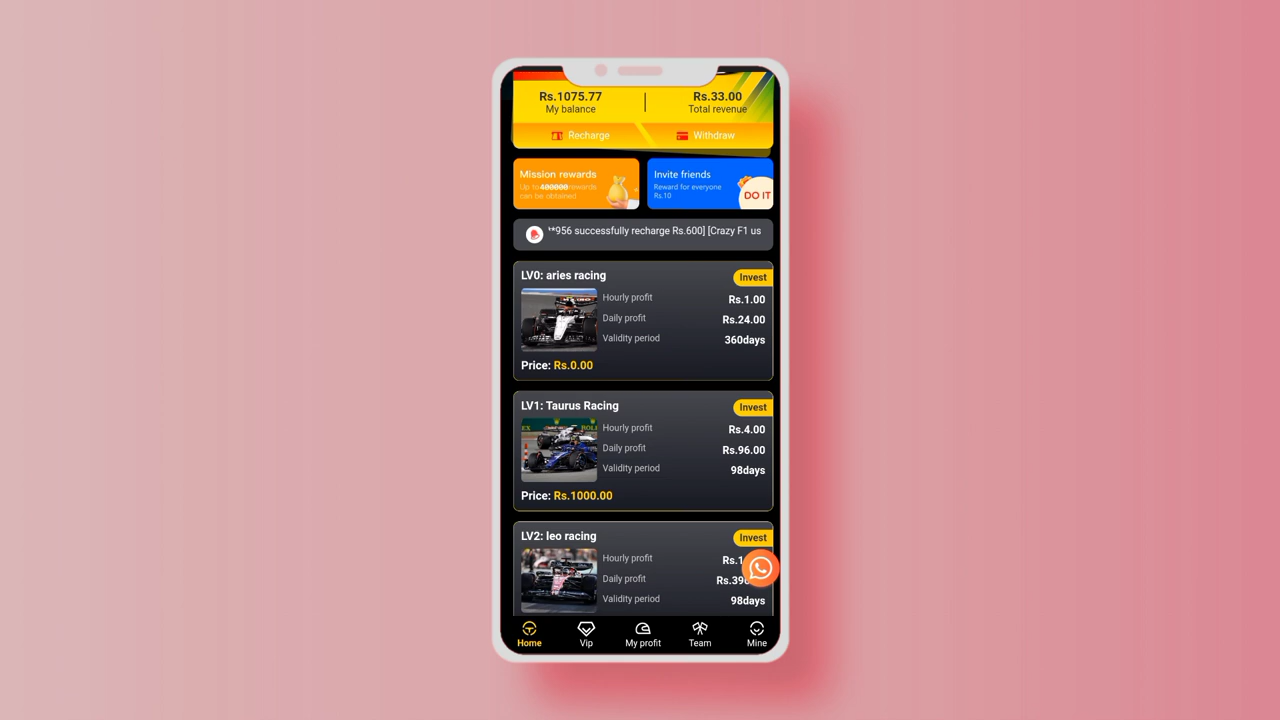 Rs.1075.77
My balance
Rs.33.00
Total revenue
Recharge
Withdraw
Mission rewards
Up to 400000 rewards
can be obtained
Invite friends
Reward for everyone
Rs.10
DO IT
*956 successfully recharge Rs.600] [Crazy F1 us
LV0: aries racing
Invest
Hourly profit
Rs.1.00
Daily profit
Rs.24.00
Validity period
360days
Price: Rs.0.00
LV1: Taurus Racing
Invest
Hourly profit
Rs.4.00
Daily profit
Rs.96.00
Validity period
98days
Price: Rs.1000.00
LV2: leo racing
Invest
Hourly profit
Daily profit
Validity period
98days
Home
Vip
My profit
Team
Mine